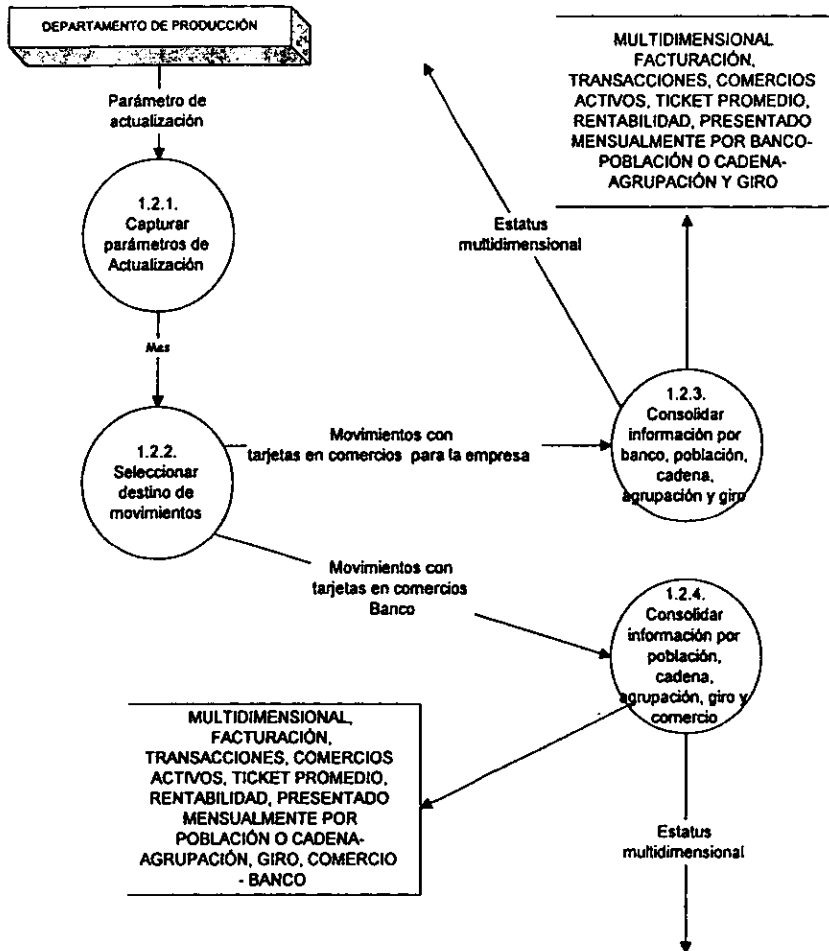 DEPARTAMENTO DE PRODUCCIÓN
Parámetro de
actualización
1.2.1.
Capturar
parámetros de
Actualización
Mes
1.2.2.
Seleccionar
destino de
movimientos
Movimientos con
tarjetas en comercios para la empresa
Movimientos con
tarjetas en comercios
Banco
Estatus
multidimensional
MULTIDIMENSIONAL
FACTURACIÓN,
TRANSACCIONES, COMERCIOS
ACTIVOS, TICKET PROMEDIO,
RENTABILIDAD, PRESENTADO
MENSUALMENTE POR BANCO-
POBLACIÓN O CADENA-
AGRUPACIÓN Y GIRO
1.2.3.
Consolidar
información por
banco, población,
cadena,
agrupación y giro
1.2.4.
Consolidar
información por
población,
cadena,
agrupación, giro y
comercio
MULTIDIMENSIONAL,
FACTURACIÓN,
TRANSACCIONES, COMERCIOS
ACTIVOS, TICKET PROMEDIO,
RENTABILIDAD, PRESENTADO
MENSUALMENTE POR
POBLACIÓN O CADENA-
AGRUPACIÓN, GIRO, COMERCIO
- BANCO
Estatus
multidimensional